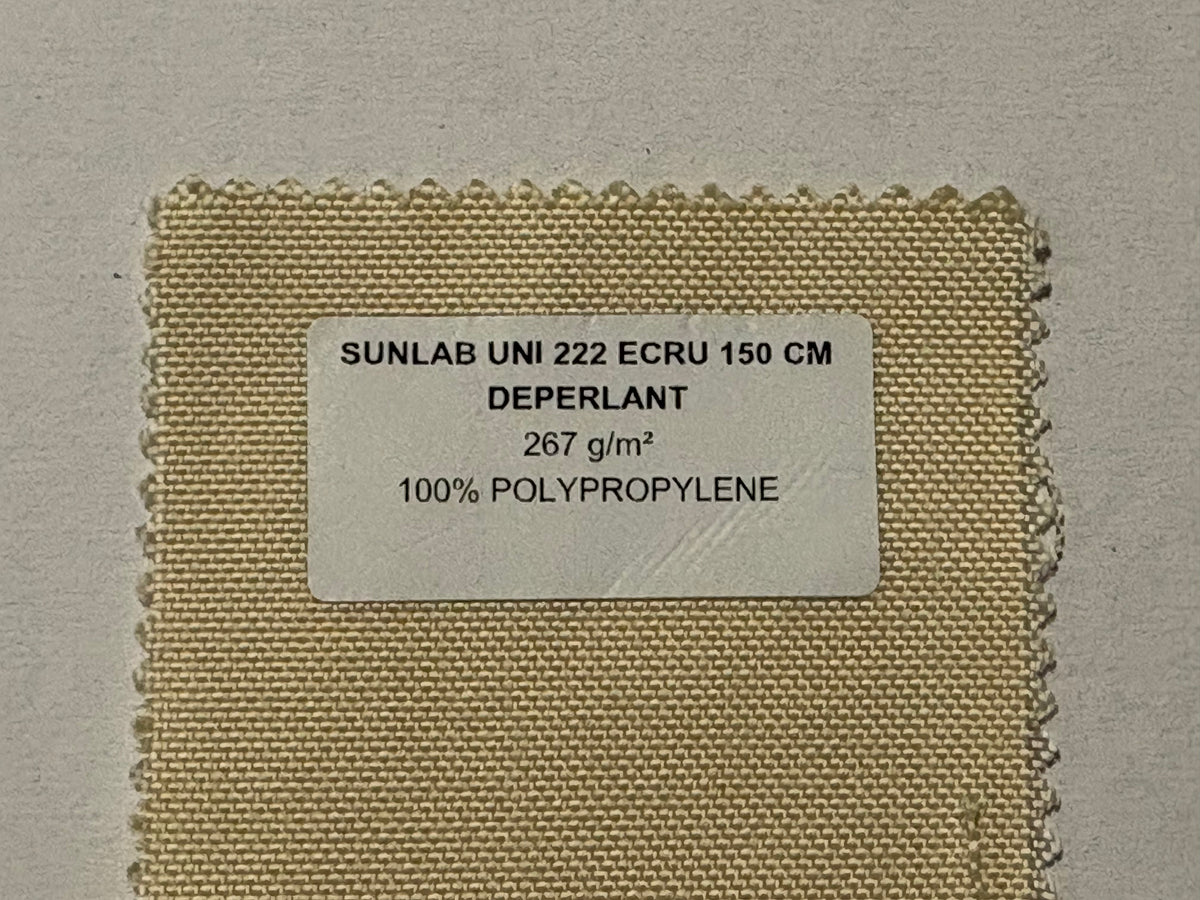 SUNLAB UNI 222 ECRU 150 CM
DEPERLANT
267 g/m²
100% POLYPROPYLENE